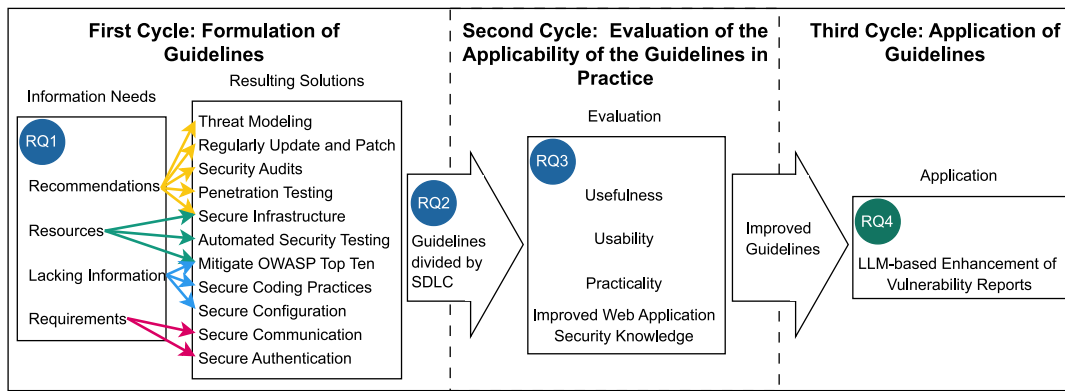 First Cycle: Formulation of
Guidelines
Information Needs
RQ1
Recommendations
Resources
Lacking Information
Requirements
Resulting Solutions
Threat Modeling
Regularly Update and Patch
Security Audits
Penetration Testing
Secure Infrastructure
Automated Security Testing
Mitigate OWASP Top Ten
Secure Coding Practices
Secure Configuration
Secure Communication
Secure Authentication
RQ2
Guidelines
divided by
SDLC
Second Cycle: Evaluation of the
Applicability of the Guidelines in
Practice
Evaluation
RQ3
Usefulness
Usability
Practicality
Improved Web Application
Security Knowledge
Improved
Guidelines
Third Cycle: Application of
Guidelines
Application
RQ4
LLM-based Enhancement of
Vulnerability Reports